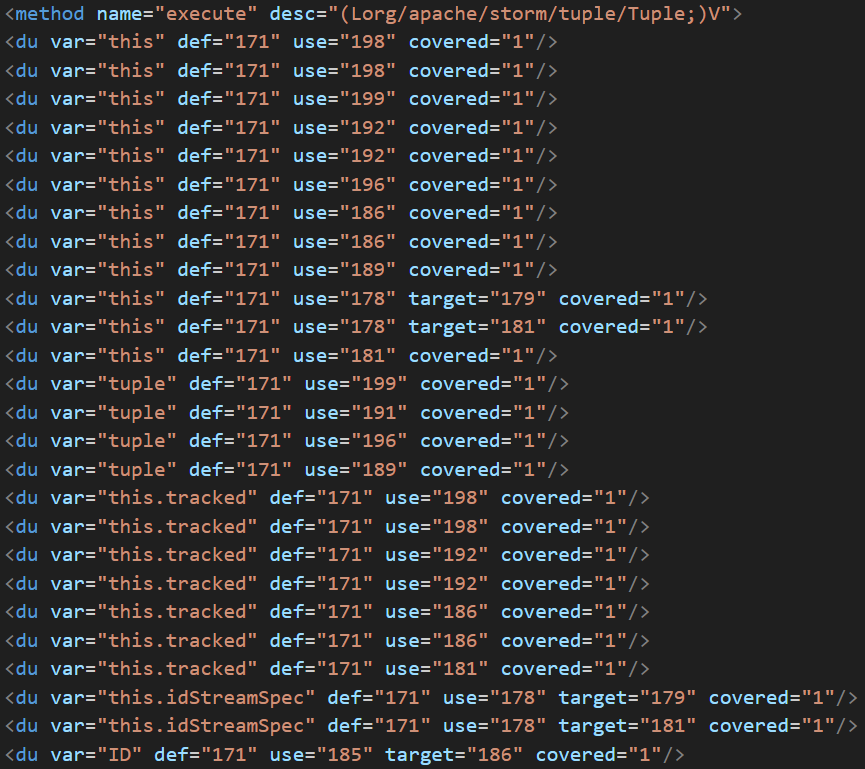 <method name="execute" desc="(Lorg/apache/storm/tuple/Tuple;)V">
<du var="this" def="171" use="198" covered="1"/>
<du var="this" def="171" use="198" covered="1"/>
<du var="this" def="171" use="199" covered="1"/>
<du var="this" def="171" use="192" covered="1"/>
<du var="this" def="171" use="192" covered="1"/>
<du var="this" def="171" use="196" covered="1"/>
<du var="this" def="171" use="186" covered="1"/>
<du var="this" def="171" use="186" covered="1"/>
<du var="this" def="171" use="189" covered="1"/>
<du var="this" def="171" use="178" target="179" covered="1"/>
<du var="this" def="171" use="178" target="181" covered="1"/>
<du var="this" def="171" use="181" covered="1"/>
<du var="tuple" def="171" use="199" covered="1"/>
<du var="tuple" def="171" use="191" covered="1"/>
<du var="tuple" def="171" use="196" covered="1"/>
<du var="tuple" def="171" use="189" covered="1"/>
<du var="this.tracked" def="171" use="198" covered="1"/>
<du var="this.tracked" def="171" use="198" covered="1"/>
<du var="this.tracked" def="171" use="192" covered="1"/>
<du var="this.tracked" def="171" use="192" covered="1"/>
<du var="this.tracked" def="171" use="186" covered="1"/>
<du var="this.tracked" def="171" use="186" covered="1"/>
<du var="this.tracked" def="171" use="181" covered="1"/>
<du var="this.idStreamSpec" def="171" use="178" target="179" covered="1"/>
<du var="this.idStreamSpec" def="171" use="178" target="181" covered="1"/>
<du var="ID" def="171" use="185" target="186" covered="1"/>